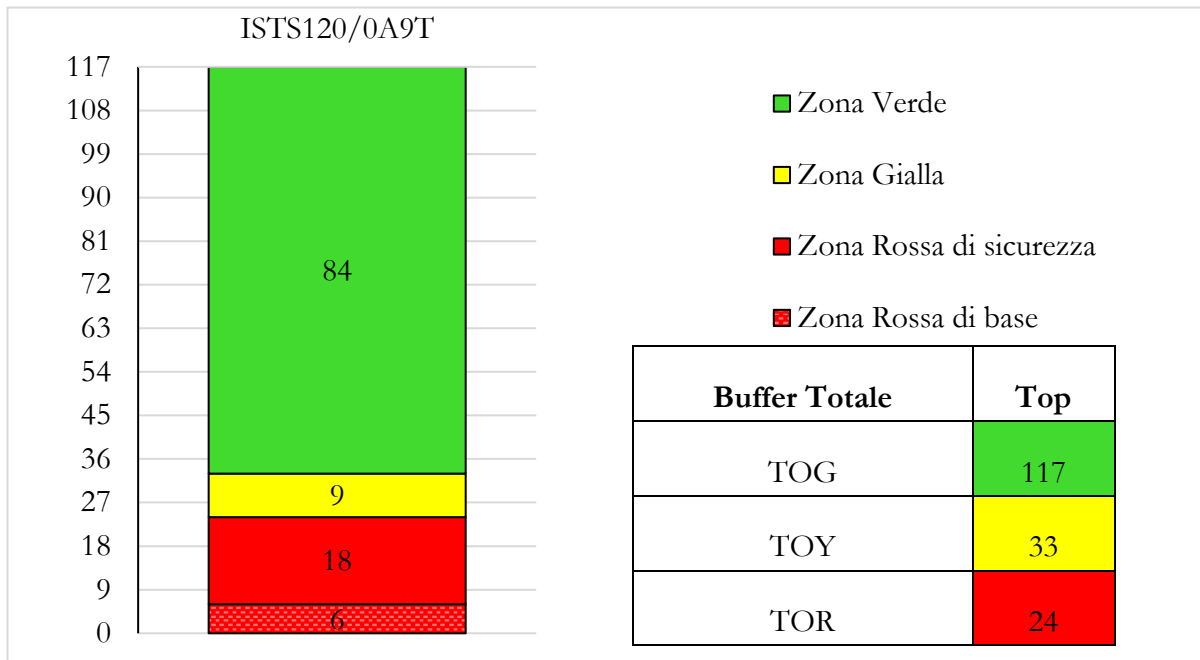 ISTS120/0A9T
117
108
99
90
81
72
63
54
45
36
27
18
9
0
84
9
18
6
Zona Verde
Zona Gialla
Zona Rossa di sicurezza
Zona Rossa di base
Buffer Totale Top
TOG 117
TOY 33
TOR 24